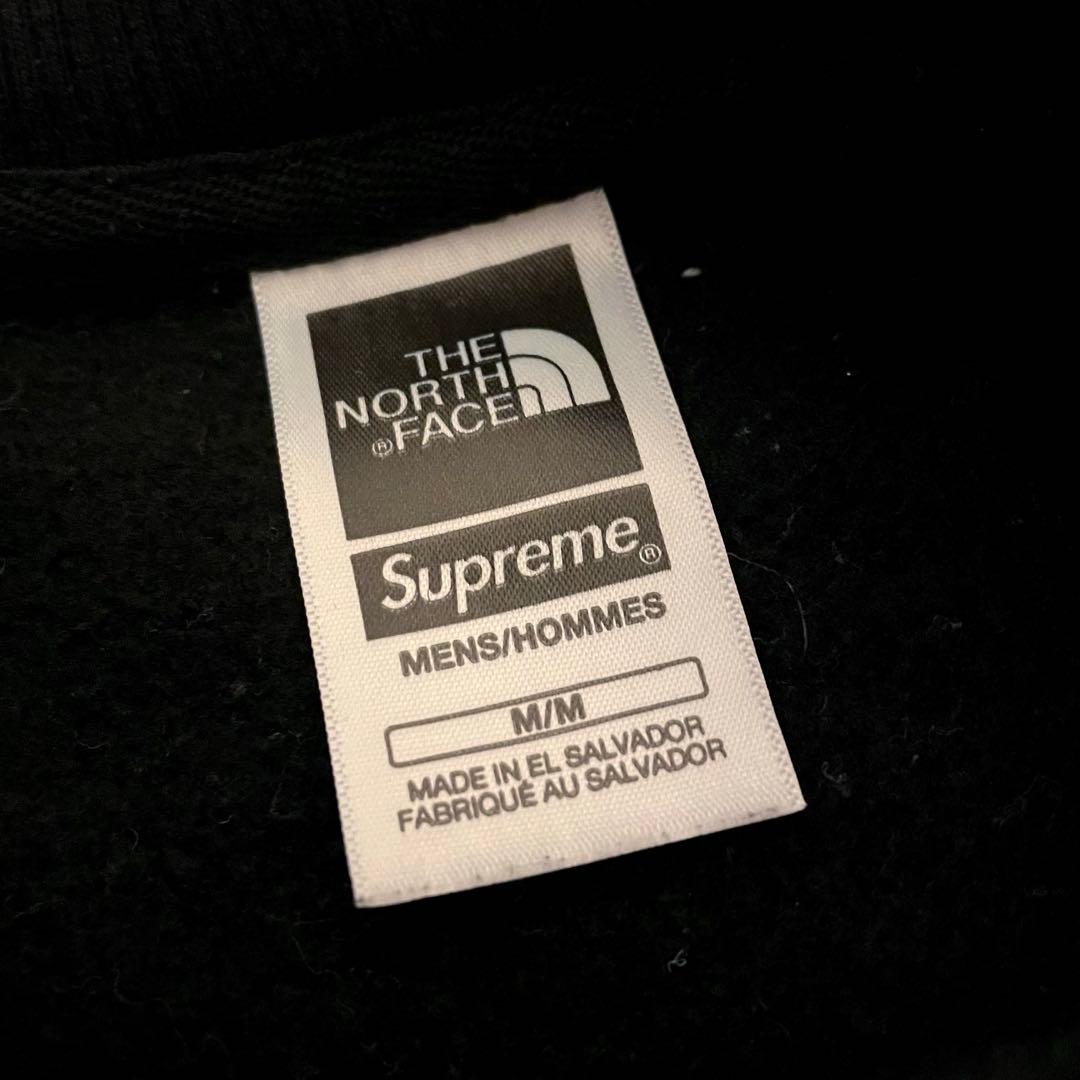 THE
NORTH
®FACE
Supreme®
MENS/HOMMES
M/M
MADE IN EL SALVADOR
FABRIQUÉ AU SALVADOR